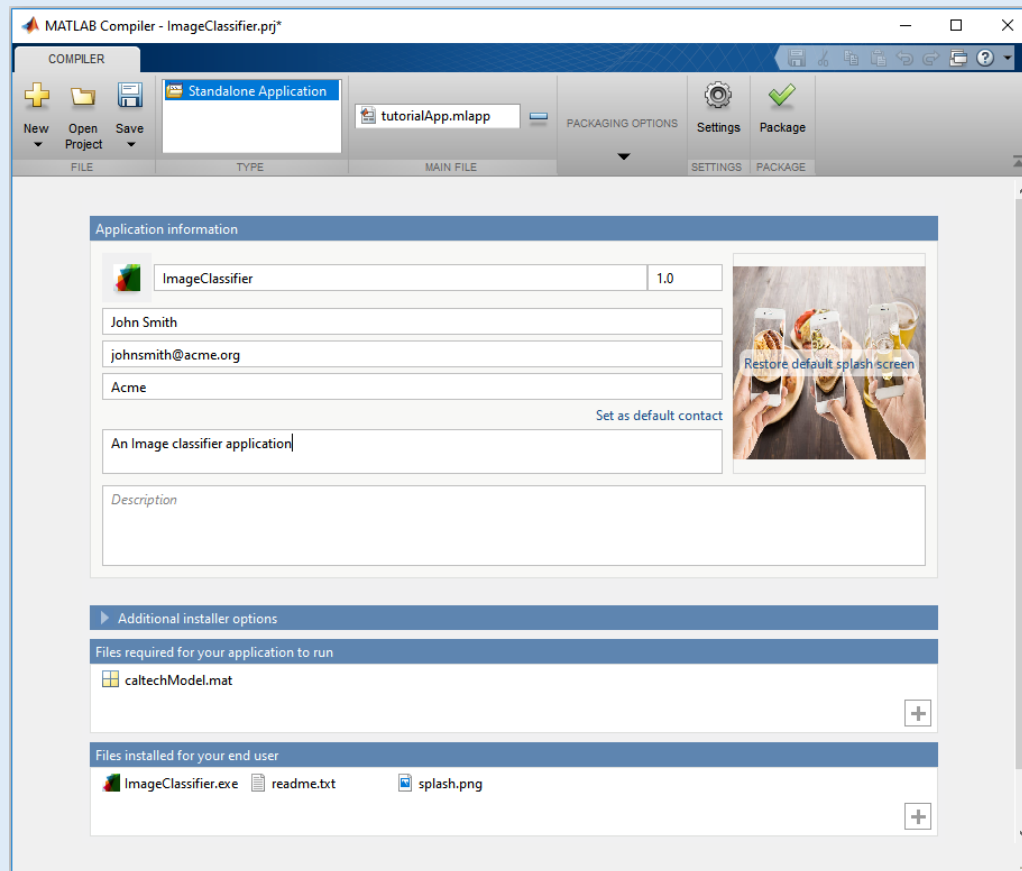 MATLAB Compiler - ImageClassifier.prj*
COMPILER
New
Open Project
Save
FILE
Standalone Application
TYPE
tutorialApp.mlapp
MAIN FILE
PACKAGING OPTIONS
Settings
SETTINGS
Package
PACKAGE
Application information
ImageClassifier
1.0
John Smith
johnsmith@acme.org
Acme
Restore default splash screen
Set as default contact
An Image classifier application
Description
Additional installer options
Files required for your application to run
caltechModel.mat
Files installed for your end user
ImageClassifier.exe readme.txt splash.png